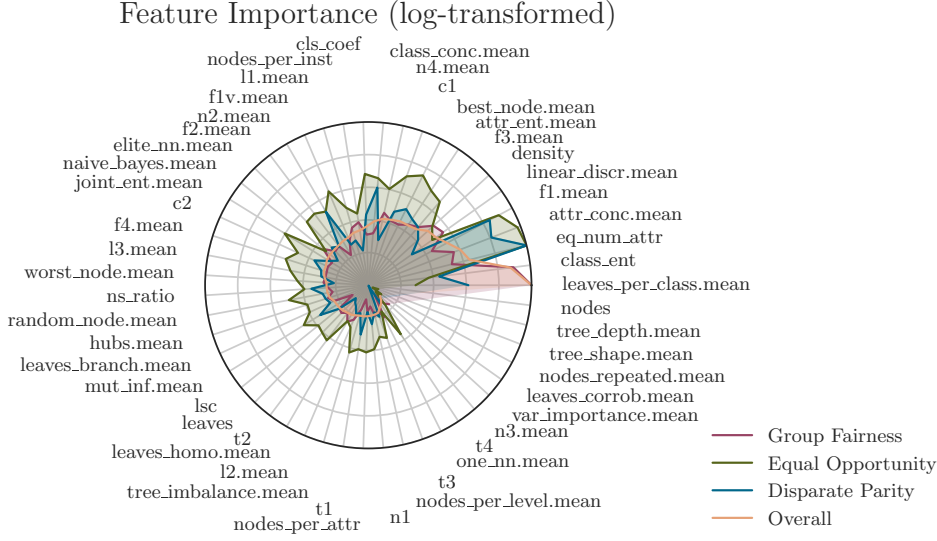 Feature Importance (log-transformed)
cls_coef
class_conc.mean
nodes_per_inst
n4.mean
l1.mean
c1
f1v.mean
best_node.mean
n2.mean
attr_ent.mean
f2.mean
f3.mean
elite_nn.mean
density
naive_bayes.mean
linear_discr.mean
joint_ent.mean
f1.mean
c2
attr_conc.mean
f4.mean
eq_num_attr
l3.mean
class_ent
worst_node.mean
leaves_per_class.mean
ns_ratio
nodes
random_node.mean
tree_depth.mean
hubs.mean
tree_shape.mean
leaves_branch.mean
nodes_repeated.mean
mut_inf.mean
leaves_corrob.mean
lsc
var_importance.mean
leaves
n3.mean
t2
t4
leaves_homo.mean
one_nn.mean
l2.mean
t3
tree_imbalance.mean
nodes_per_level.mean
t1
n1
nodes_per_attr
Group Fairness
Equal Opportunity
Disparate Parity
Overall